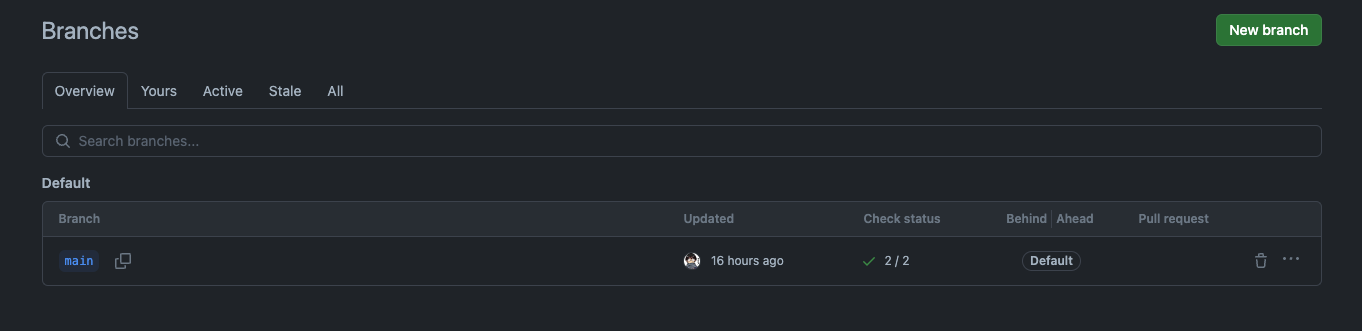 Branches
New branch
Overview Yours Active Stale All
Search branches...
Default
Branch Updated Check status Behind Ahead Pull request
main 16 hours ago 2 / 2 Default